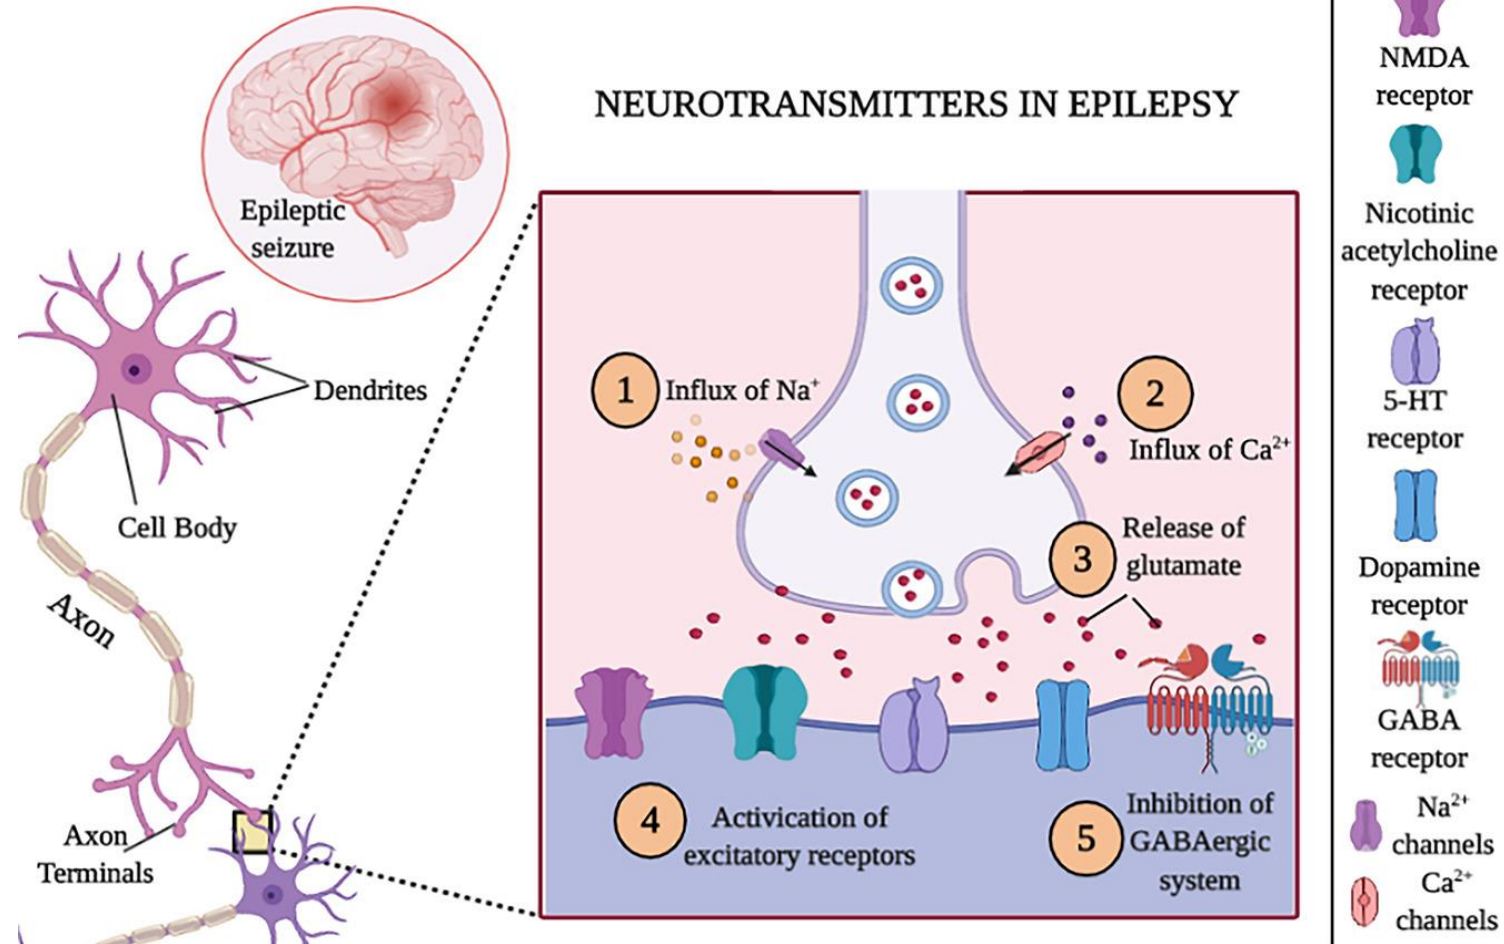 NEUROTRANSMITTERS IN EPILEPSY
Epileptic
seizure
Dendrites
Cell Body
Axon
Axon
Terminals
1
Influx of Na⁺
2
Influx of Ca²⁺
3
Release of
glutamate
4
Activication of
excitatory receptors
5
Inhibition of
GABAergic
system
NMDA
receptor
Nicotinic
acetylcholine
receptor
5-HT
receptor
Dopamine
receptor
GABA
receptor
Na²⁺
channels
Ca²⁺
channels